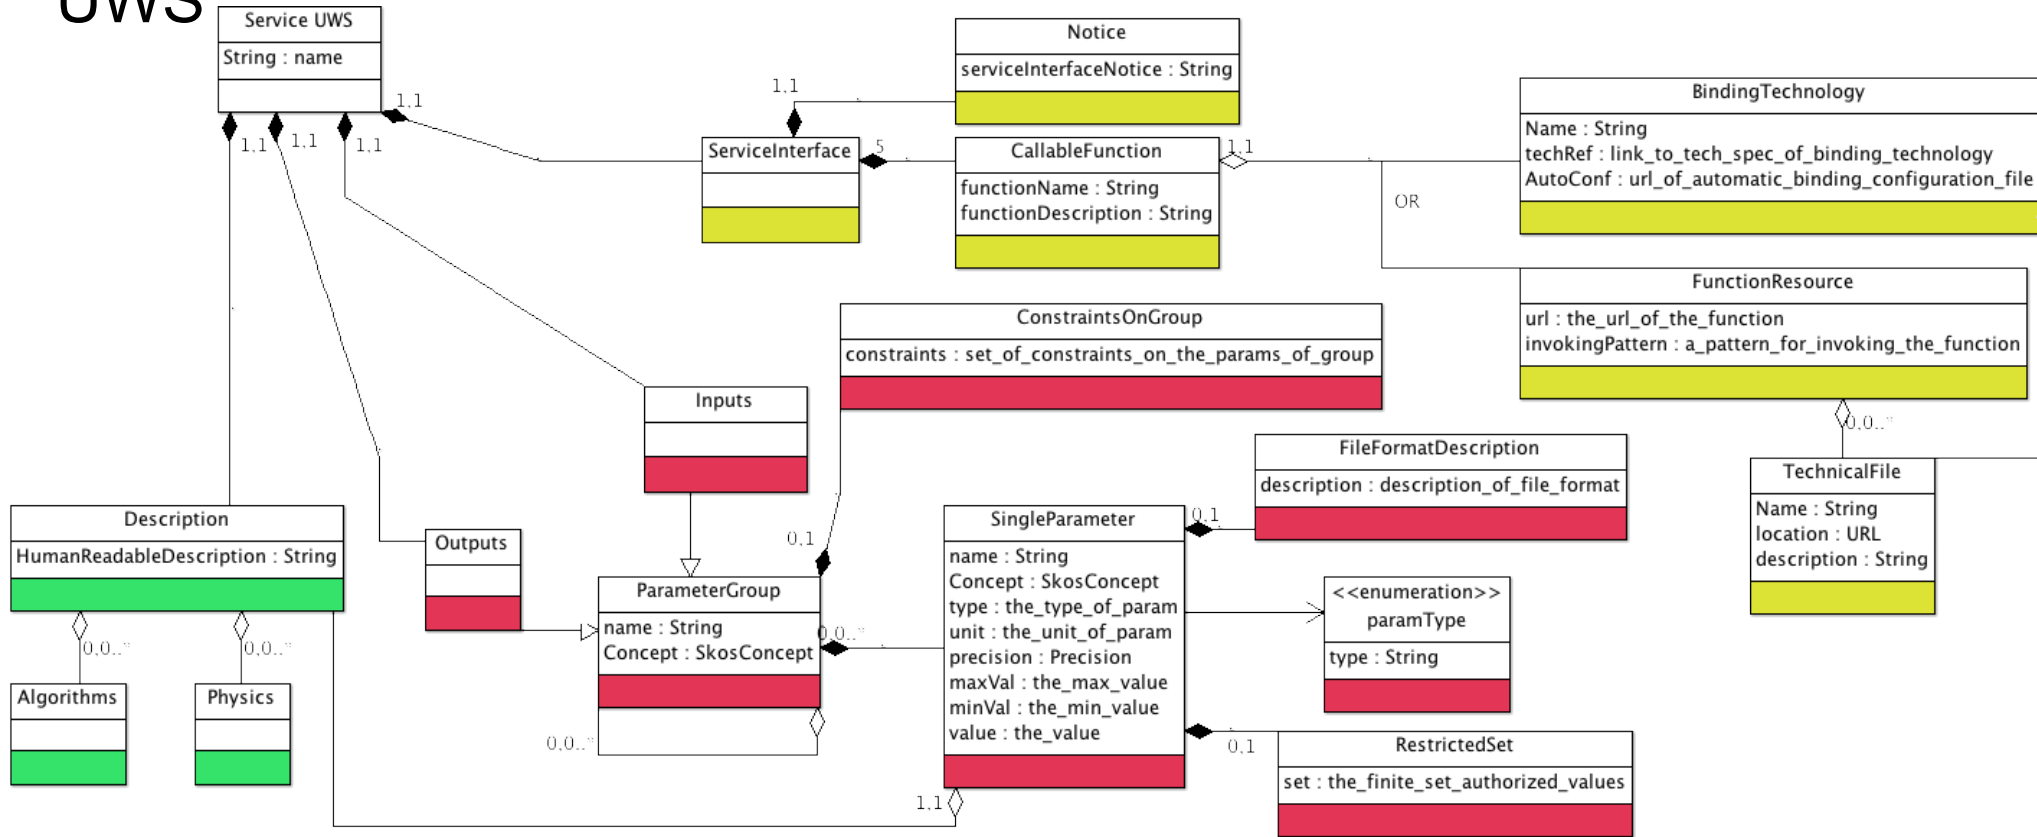 UWS
Service UWS
String : name
1,1
1,1
1,1
1,1
Notice
serviceInterfaceNotice : String
1,1
ServiceInterface
5
CallableFunction
functionName : String
functionDescription : String
1,1
OR
BindingTechnology
Name : String
techRef : link_to_tech_spec_of_binding_technology
AutoConf : url_of_automatic_binding_configuration_file
FunctionResource
url : the_url_of_the_function
invokingPattern : a_pattern_for_invoking_the_function
0,0..*
TechnicalFile
Name : String
location : URL
description : String
ConstraintsOnGroup
constraints : set_of_constraints_on_the_params_of_group
Inputs
Outputs
0,1
ParameterGroup
name : String
Concept : SkosConcept
0,0..*
0,0..*
Description
HumanReadableDescription : String
0,0..*
0,0..*
Algorithms
Physics
SingleParameter
name : String
Concept : SkosConcept
type : the_type_of_param
unit : the_unit_of_param
precision : Precision
maxVal : the_max_value
minVal : the_min_value
value : the_value
1,1
0,1
FileFormatDescription
description : description_of_file_format
<<enumeration>>
paramType
type : String
0,1
RestrictedSet
set : the_finite_set_authorized_values